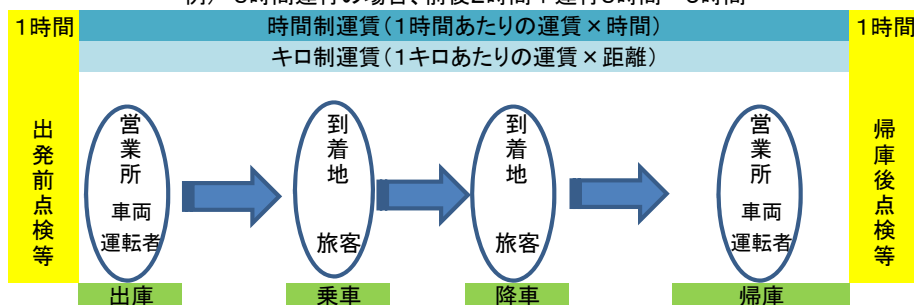 1時間
時間制運賃(1時間あたりの運賃×時間)
1時間
キロ制運賃(1キロあたりの運賃×距離)
出発前点検等
営業所
車両
運転者
到着地
旅客
到着地
旅客
営業所
車両
運転者
帰庫後点検等
出庫
乗車
降車
帰庫